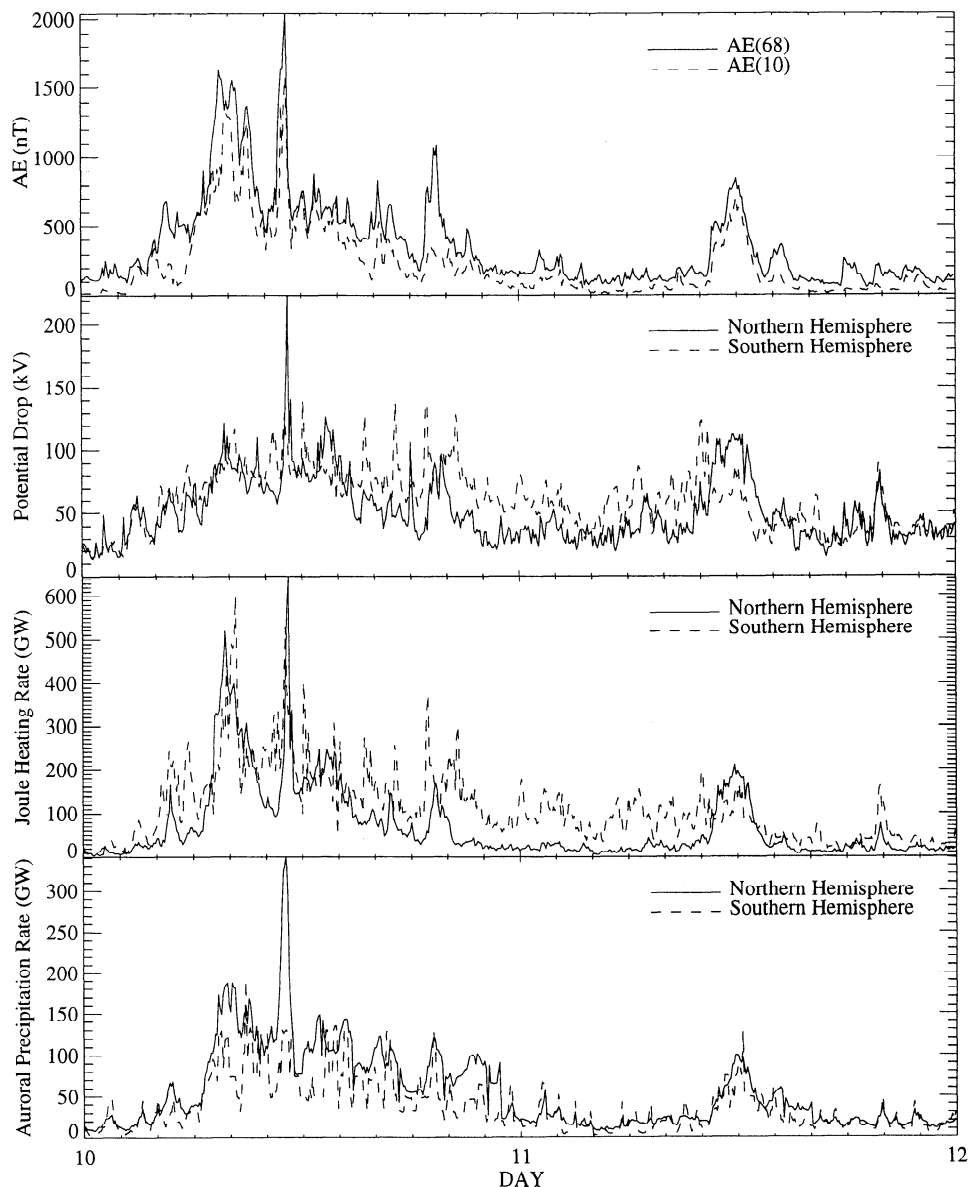 2000
1500
1000
500
0
AE (nT)
AE(68)
AE(10)
200
150
100
50
0
Potential Drop (kV)
Northern Hemisphere
Southern Hemisphere
600
500
400
300
200
100
0
Joule Heating Rate (GW)
Northern Hemisphere
Southern Hemisphere
300
250
200
150
100
50
0
Auroral Precipitation Rate (GW)
Northern Hemisphere
Southern Hemisphere
10
11
12
DAY